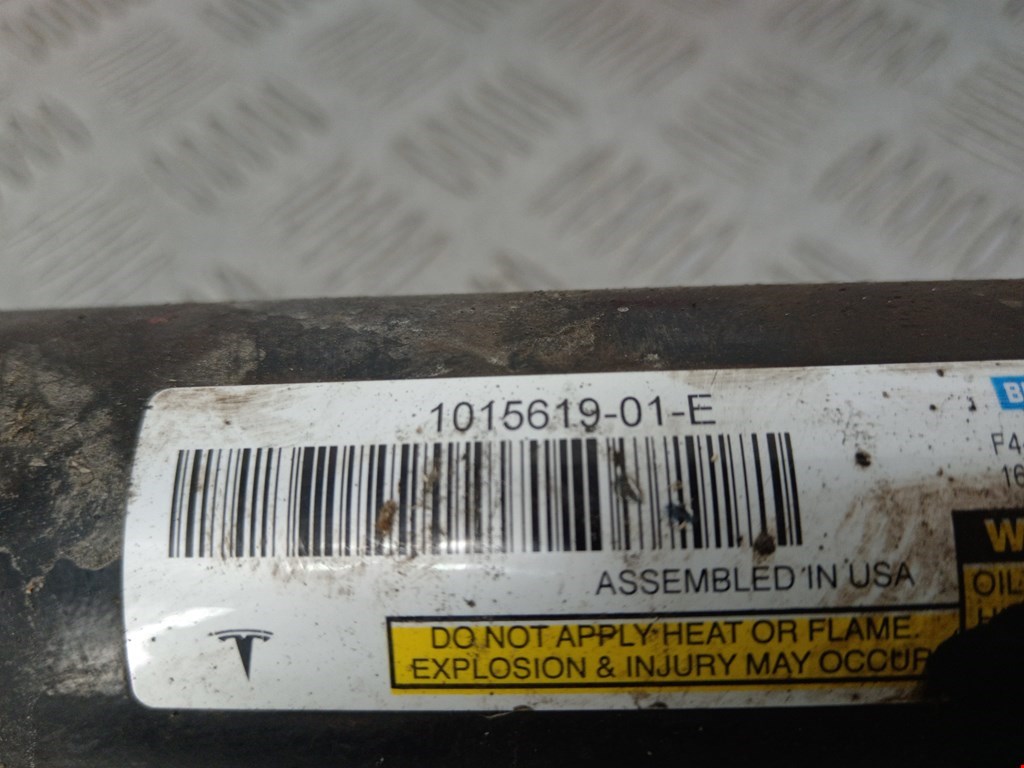 1015619-01-E
ASSEMBLED IN USA
DO NOT APPLY HEAT OR FLAME.
EXPLOSION & INJURY MAY OCCUR